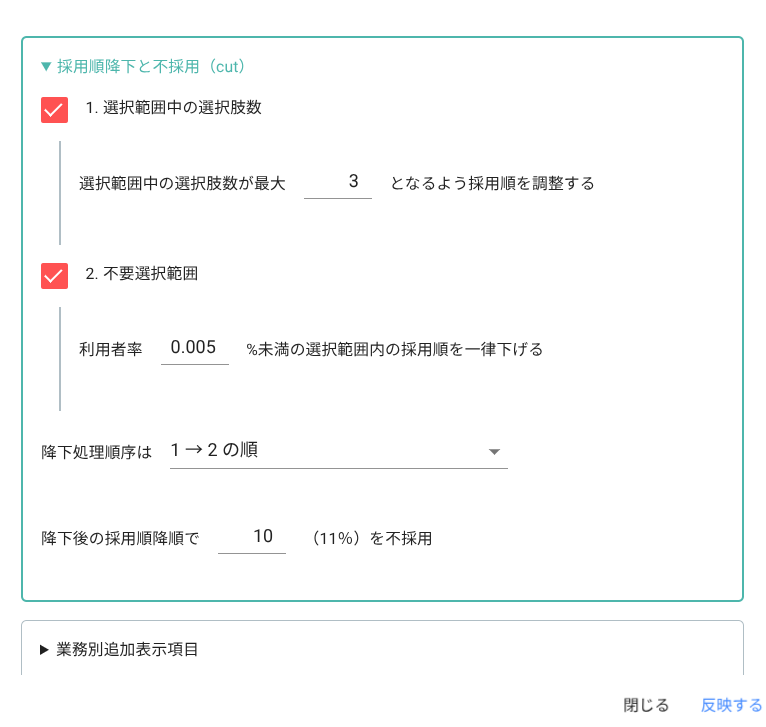 ▼ 採用順降下と不採用（cut）
1. 選択範囲中の選択肢数
選択範囲中の選択肢数が最大 3 となるよう採用順を調整する
2. 不要選択範囲
利用者率 0.005 %未満の選択範囲内の採用順を一律下げる
降下処理順序は 1 → 2 の順
降下後の採用順降順で 10 （11%）を不採用
▶ 業務別追加表示項目
閉じる 反映する